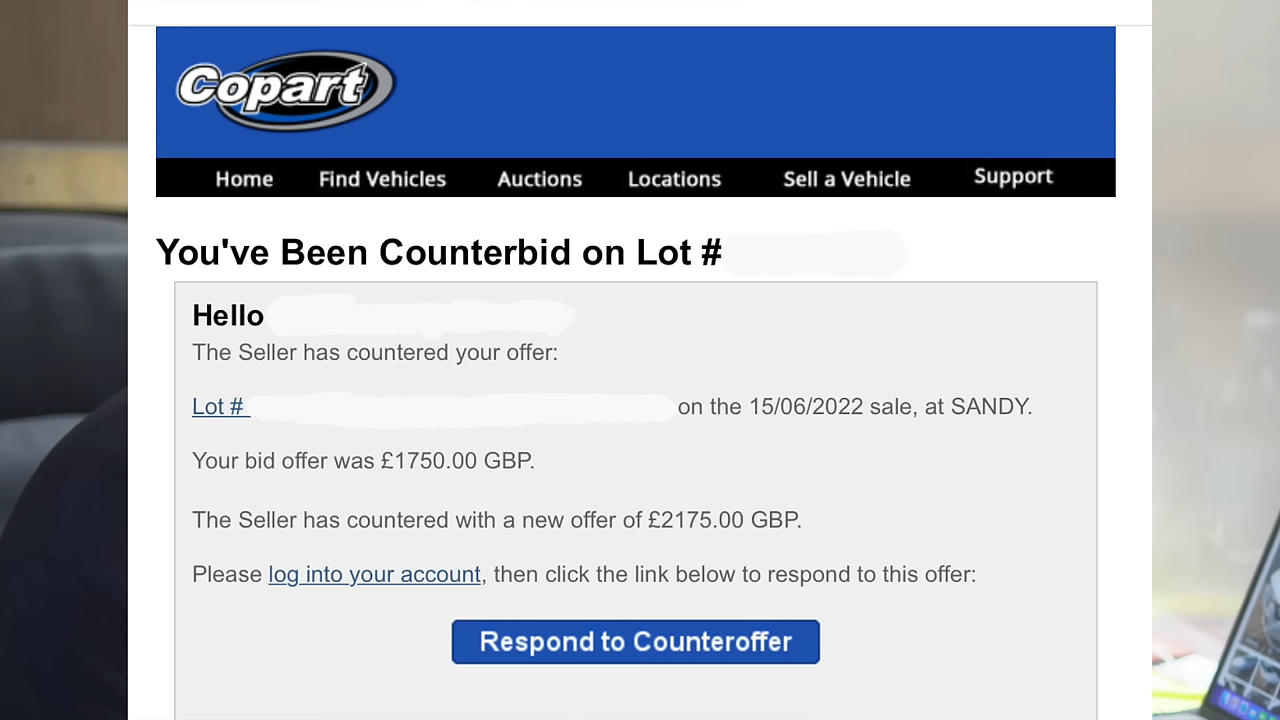 Copart
Home Find Vehicles Auctions Locations Sell a Vehicle Support
You've Been Counterbid on Lot #
Hello
The Seller has countered your offer:
Lot # on the 15/06/2022 sale, at SANDY.
Your bid offer was £1750.00 GBP.
The Seller has countered with a new offer of £2175.00 GBP.
Please log into your account, then click the link below to respond to this offer:
Respond to Counteroffer